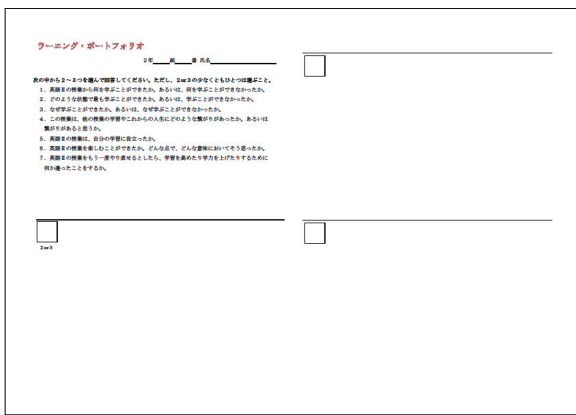 ラーニング・ポートフォリオ
2年___組___番 氏名___________
次の中から2~3つを選んで回答してください。ただし、2or3の少なくともひとつは選ぶこと。
1.英語Ⅱの授業から何を学ぶことができたか。あるいは、何を学ぶことができなかったか。
2.どのような状態で最も学ぶことができたか。あるいは、学ぶことができなかったか。
3.なぜ学ぶことができたか。あるいは、なぜ学ぶことができなかったか。
4.この授業は、他の授業の学習やこれからの人生にどのような繋がりがあったか。あるいは
繋がりがあると思うか。
5.英語Ⅱの授業は、自分の学習に役立ったか。
6.英語Ⅱの授業を楽しむことができたか。どんな点で、どんな意味においてそう思ったか。
7.英語Ⅱの授業をもう一度やり直せるとしたら、学習を高めたり学力を上げたりするために
何か違ったことをするか。
2or3